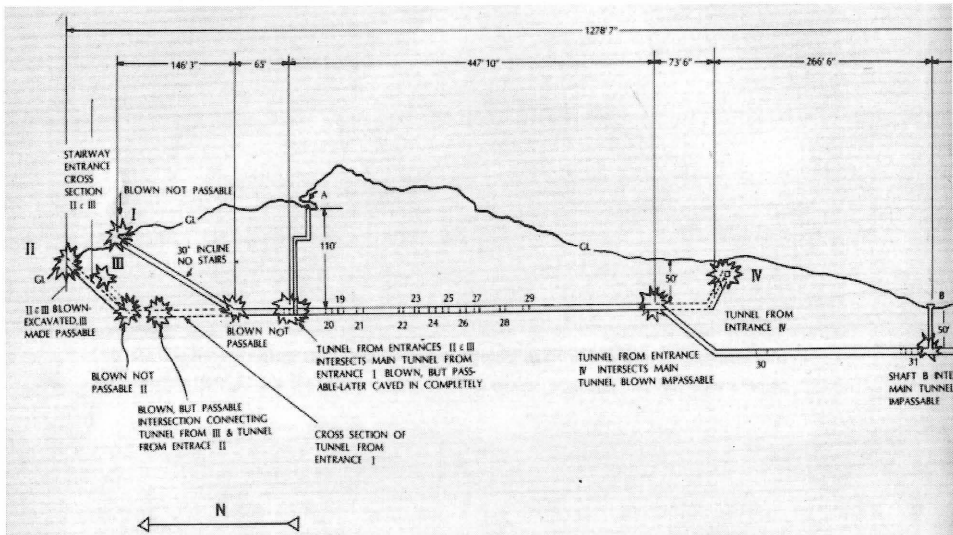 1278' 7"
146' 3"
65'
447' 10"
73' 6"
266' 6"
STAIRWAY
ENTRANCE
CROSS
SECTION
II & III
BLOWN NOT PASSABLE
I
GL
A
110'
30° INCLINE
NO STAIRS
II
III
GL
GL
50'
IV
B
II & III BLOWN-
EXCAVATED, III
MADE PASSABLE
BLOWN NOT
PASSABLE
19
20
21
22
23
24
25
26
27
28
29
TUNNEL FROM
ENTRANCE IV
50'
BLOWN NOT
PASSABLE II
TUNNEL FROM ENTRANCES II & III
INTERSECTS MAIN TUNNEL FROM
ENTRANCE I BLOWN, BUT PASS-
ABLE-LATER CAVED IN COMPLETELY
TUNNEL FROM ENTRANCE
IV INTERSECTS MAIN
TUNNEL, BLOWN IMPASSABLE
30
31
SHAFT B INTE
MAIN TUNNEL
IMPASSABLE
BLOWN, BUT PASSABLE
INTERSECTION CONNECTING
TUNNEL FROM III & TUNNEL
FROM ENTRACE II
CROSS SECTION OF
TUNNEL FROM
ENTRANCE I
N